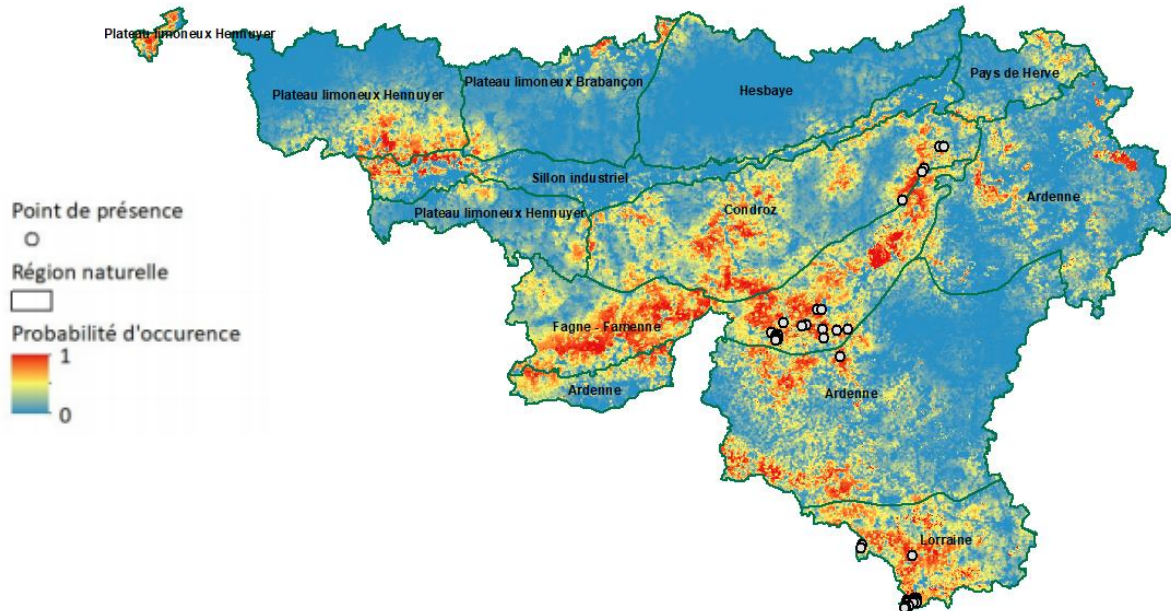 Plateau limoneux Hennuyer
Plateau limoneux Hennuyer
Plateau limoneux Brabançon
Hesbaye
Pays de Herve
Sillon industriel
Plateau limoneux Hennuyer
Condroz
Ardenne
Fagne - Famenne
Ardenne
Ardenne
Lorraine
Point de présence
Région naturelle
Probabilité d'occurence
1
0